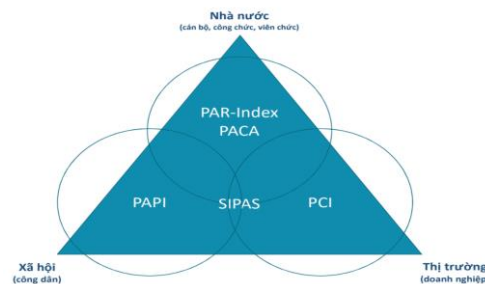 Nhà nước
(cán bộ, công chức, viên chức)
PAR-Index
PACA
PAPI
SIPAS
PCI
Xã hội
(công dân)
Thị trường
(doanh nghiệp)